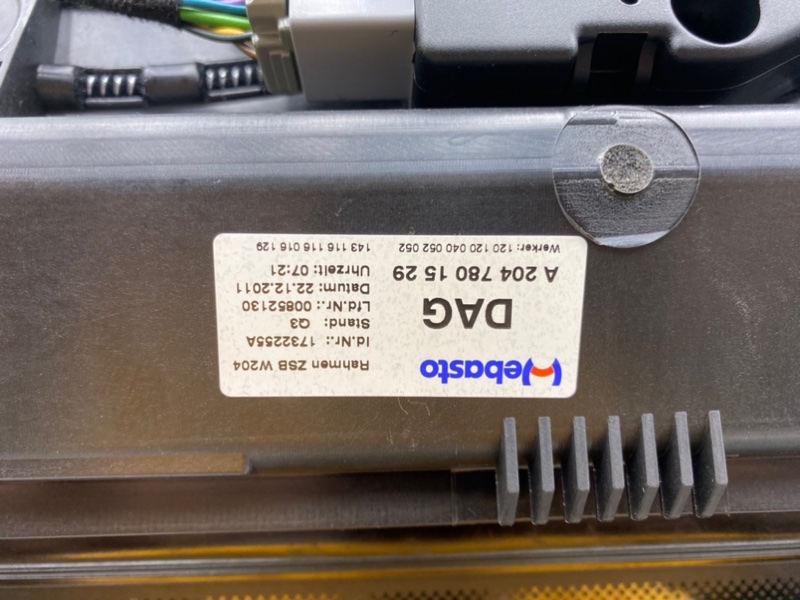 Webasto
DAG
A 204 780 15 29
Werker: 120 120 040 052 052
Rahmen ZSB W204
Id.Nr.: 1732255A
Stand: Q3
Lfd.Nr.: 00852130
Datum: 22.12.2011
Uhrzeit: 07:21
143 116 116 016 129